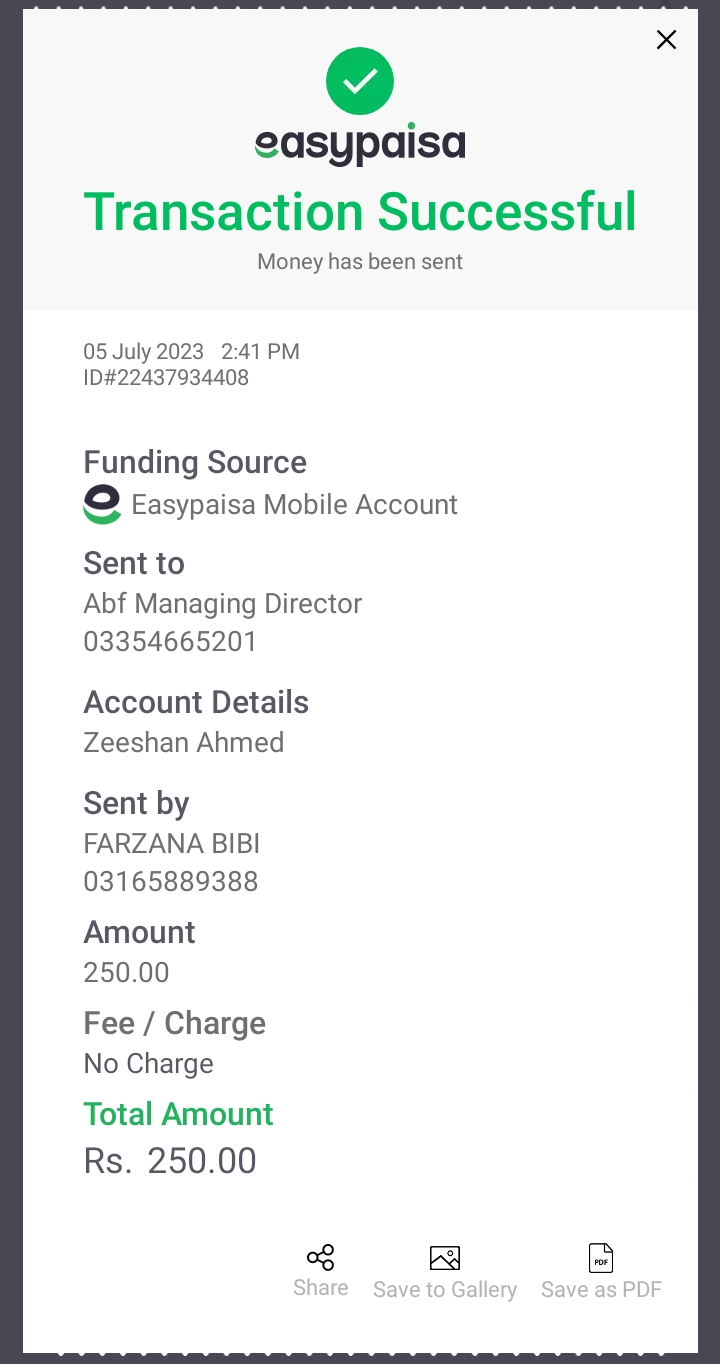 easypaisa
Transaction Successful
Money has been sent
05 July 2023 2:41 PM
ID#22437934408
Funding Source
Easypaisa Mobile Account
Sent to
Abf Managing Director
03354665201
Account Details
Zeeshan Ahmed
Sent by
FARZANA BIBI
03165889388
Amount
250.00
Fee / Charge
No Charge
Total Amount
Rs. 250.00
PDF
Share Save to Gallery Save as PDF